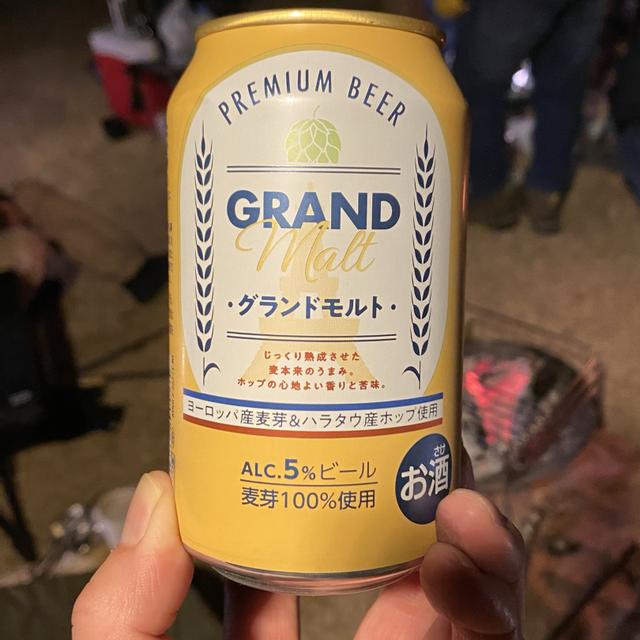 PREMIUM BEER
GRAND
Malt
・グランドモルト・
じっくり熟成させた
麦本来のうまみ。
ホップの心地よい香りと苦味。
ヨーロッパ産麦芽&ハラタウ産ホップ使用
ALC.5%ビール
麦芽100%使用
さけ
お酒